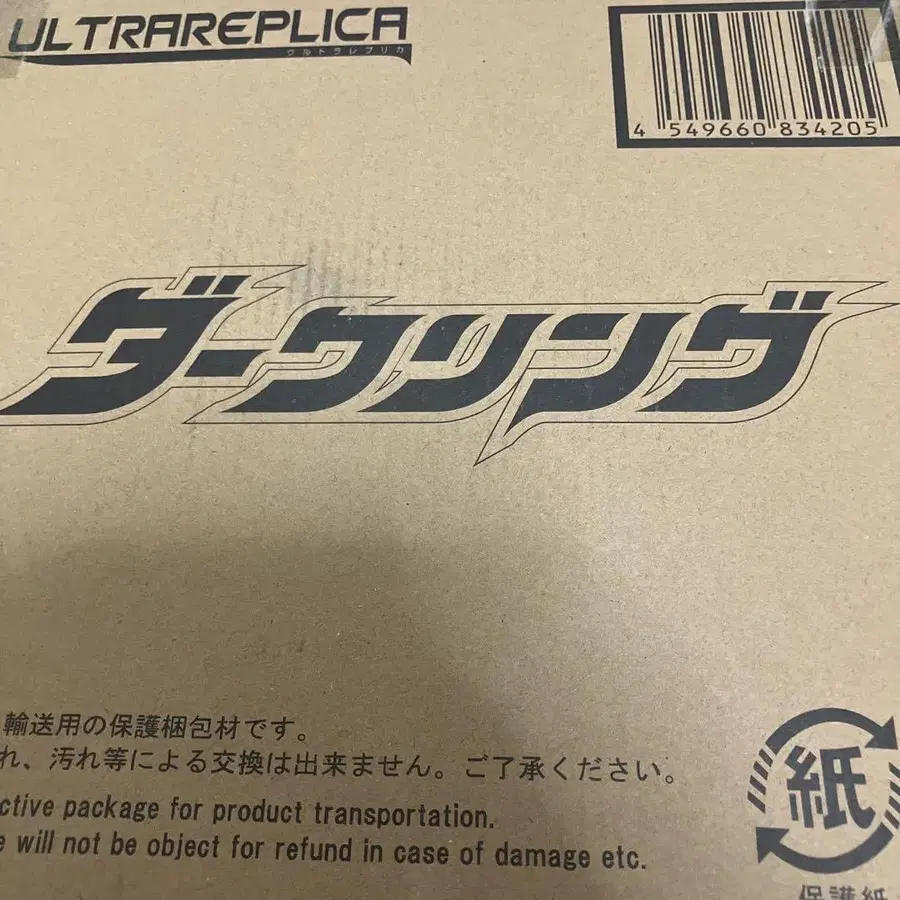 ULTRAREPLICA
ウルトラレプリカ
4 549660 834205
ダークリング
輸送用の保護梱包材です。
れ、汚れ等による交換は出来ません。ご了承ください。
ctive package for product transportation.
e will not be object for refund in case of damage etc.
紙
保護紙